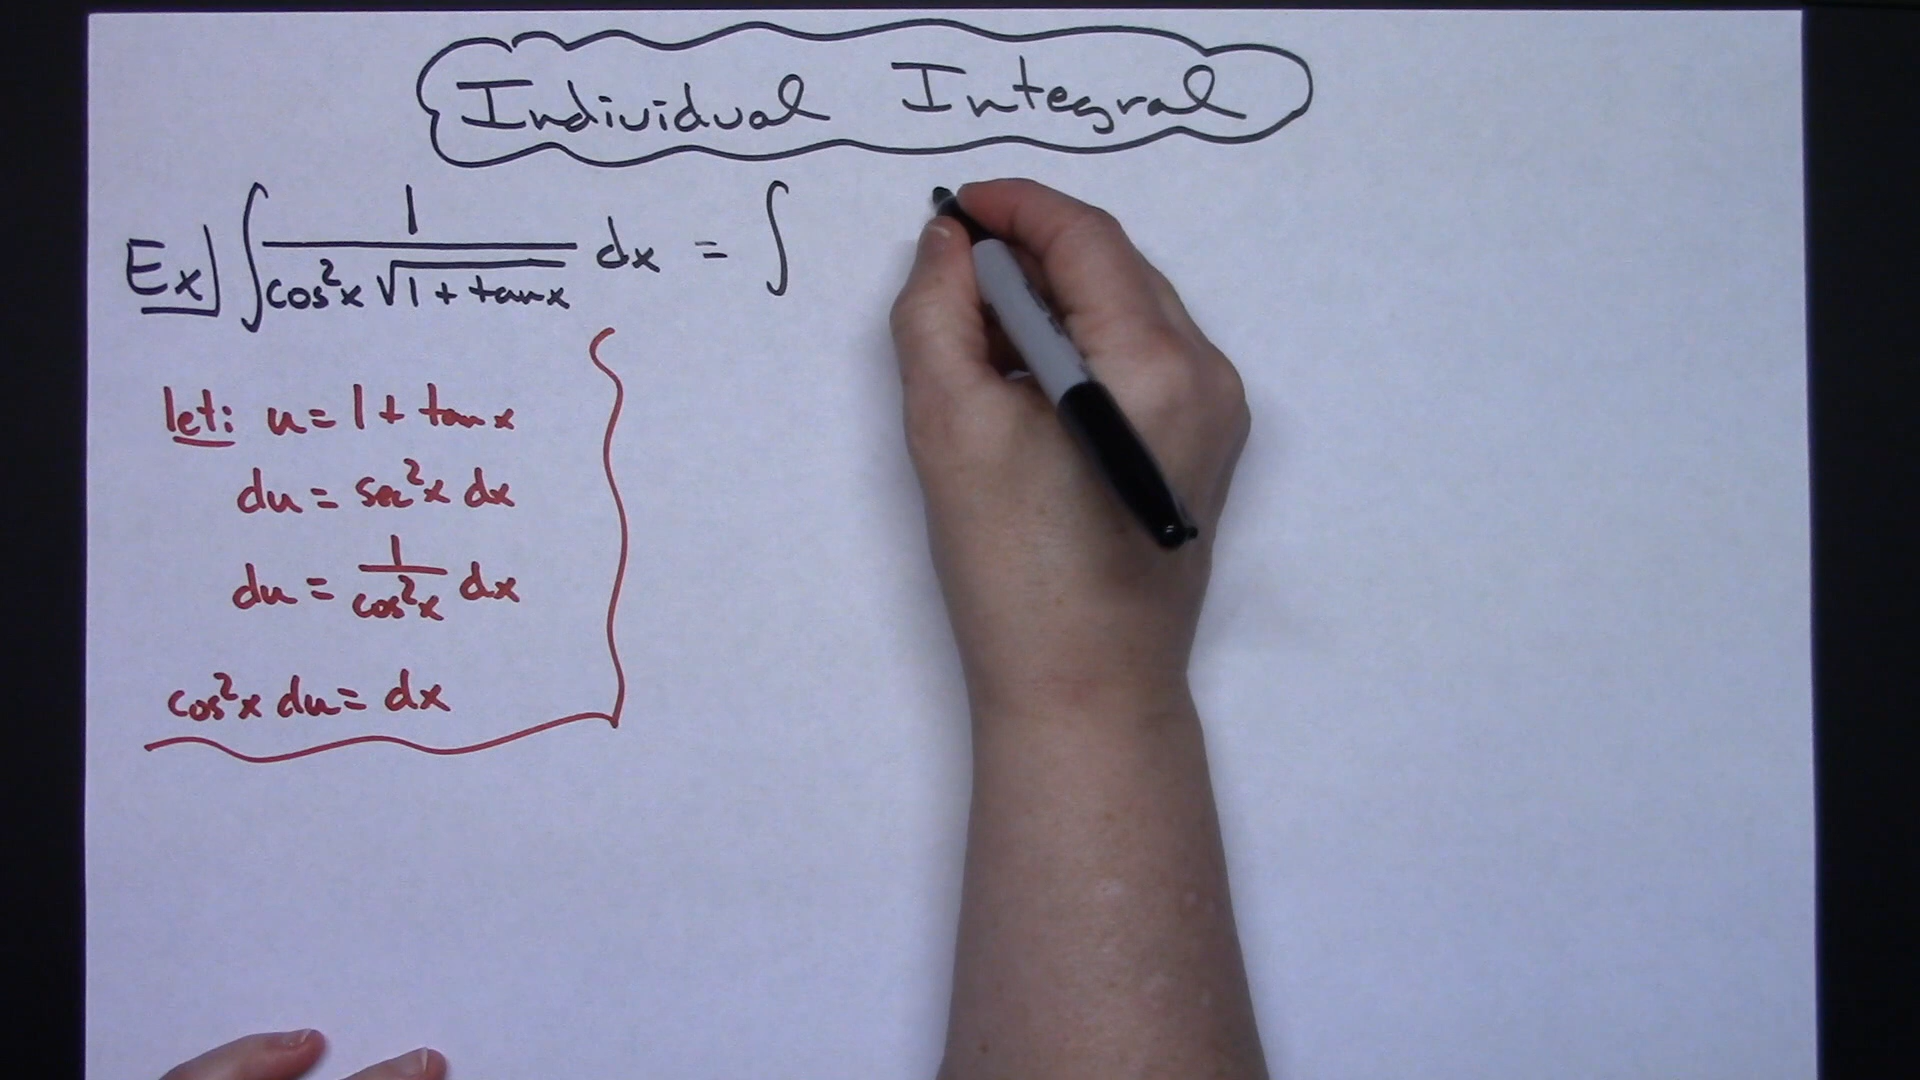 Individual Integral
Ex] ∫ 1/(cos²x √(1 + tanx)) dx = ∫
let: u = 1 + tan x
du = sec²x dx
du = 1/cos²x dx
cos²x du = dx